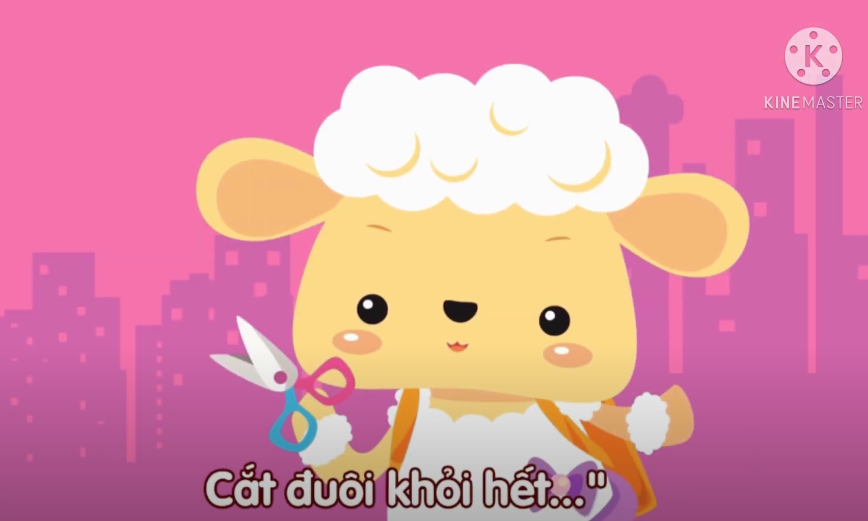 K
KINEMASTER
Cắt đuôi khỏi hết..."